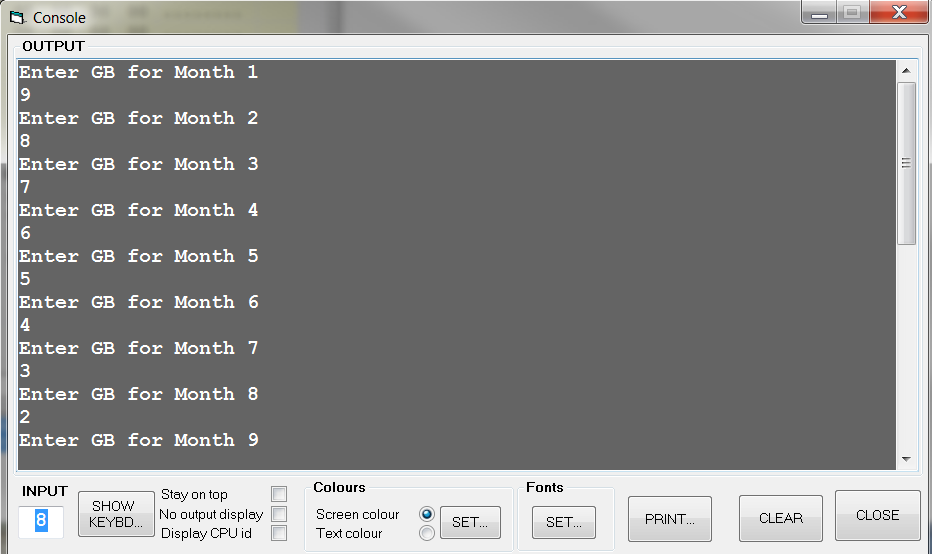 Console
OUTPUT
Enter GB for Month 1
9
Enter GB for Month 2
8
Enter GB for Month 3
7
Enter GB for Month 4
6
Enter GB for Month 5
5
Enter GB for Month 6
4
Enter GB for Month 7
3
Enter GB for Month 8
2
Enter GB for Month 9
INPUT
8
SHOW
KEYBD...
Stay on top
No output display
Display CPU id
Colours
Screen colour
Text colour
SET...
Fonts
SET...
PRINT...
CLEAR
CLOSE